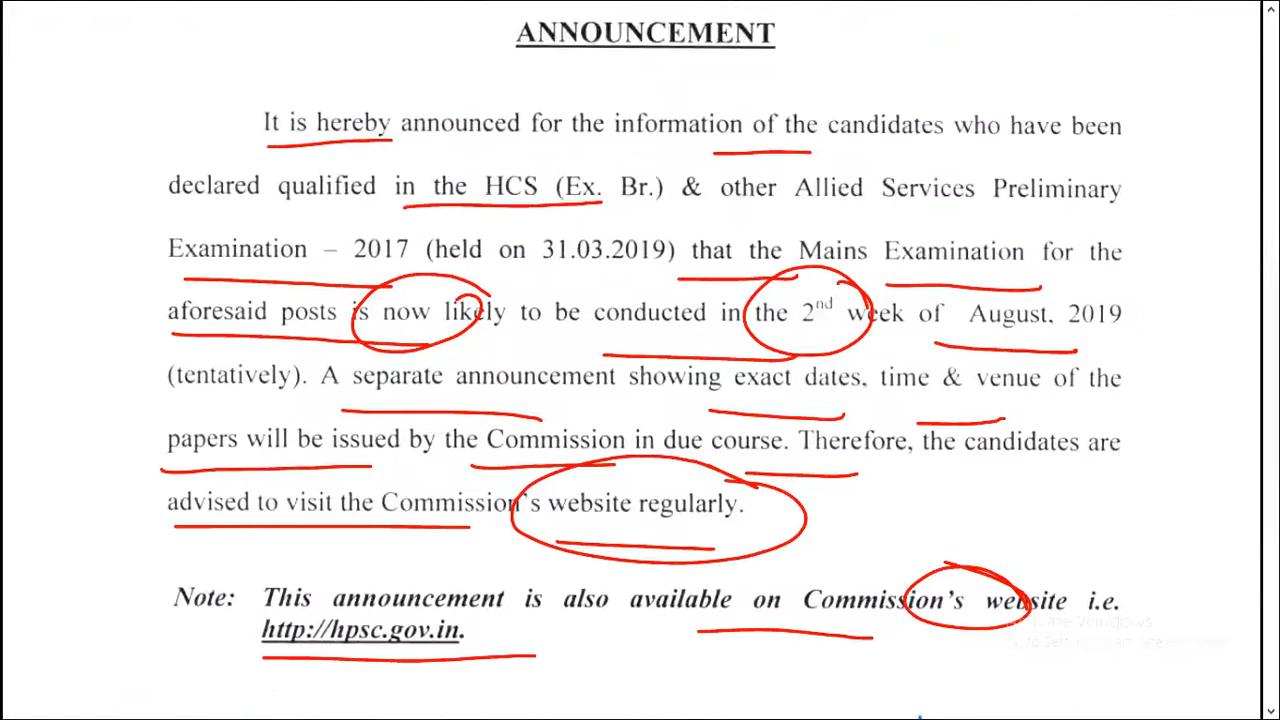 ANNOUNCEMENT
It is hereby announced for the information of the candidates who have been
declared qualified in the HCS (Ex. Br.) & other Allied Services Preliminary
Examination – 2017 (held on 31.03.2019) that the Mains Examination for the
aforesaid posts is now likely to be conducted in the 2nd week of August, 2019
(tentatively). A separate announcement showing exact dates, time & venue of the
papers will be issued by the Commission in due course. Therefore, the candidates are
advised to visit the Commission's website regularly.
Note: This announcement is also available on Commission's website i.e.
http://hpsc.gov.in.